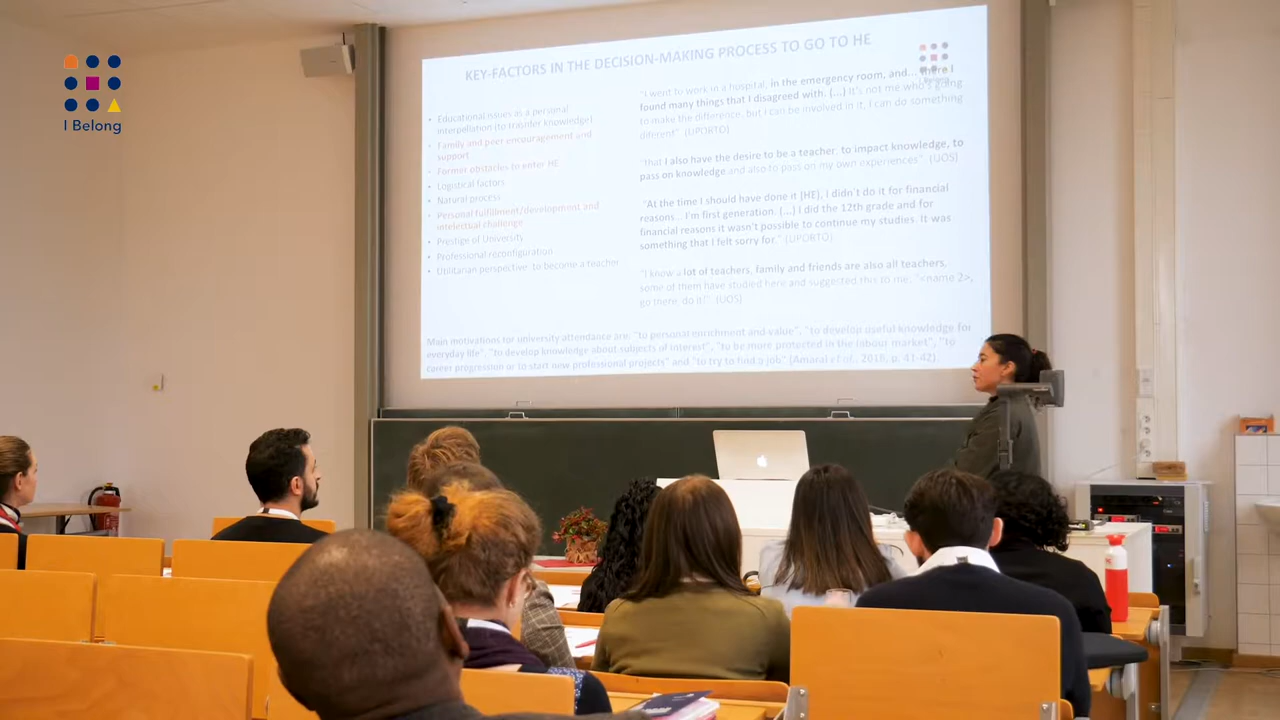 I Belong
KEY-FACTORS IN THE DECISION-MAKING PROCESS TO GO TO HE
I Belong
• Educational issues as a personal
interpellation (to transfer knowledge)
• Family and peer encouragement and
support
• Former obstacles to enter HE
• Logistical factors
• Natural process
• Personal fulfillment/development and
intelectual challenge
• Prestige of University
• Professional reconfiguration
• Utilitarian perspective: to become a teacher
"I went to work in a hospital, in the emergency room, and... there I
found many things that I disagreed with. (...) It's not me who's going
to make the difference, but I can be involved in it, I can do something
diferent" (UPORTO)
"that I also have the desire to be a teacher, to impact knowledge, to
pass on knowledge and also to pass on my own experiences" (UOS)
"At the time I should have done it [HE], I didn't do it for financial
reasons... I'm first generation. (...) I did the 12th grade and for
financial reasons it wasn't possible to continue my studies. It was
something that I felt sorry for." (UPORTO)
"I know a lot of teachers, family and friends are also all teachers,
some of them have studied here and suggested this to me, "<name 2>,
go there, do it!" (UOS)
Main motivations for university attendance are: "to personal enrichment and value", "to develop useful knowledge for
everyday life", "to develop knowledge about subjects of interest", "to be more protected in the labour market", "to
career progression or to start new professional projects" and "to try to find a job" (Amaral et al., 2018, p. 41-42).